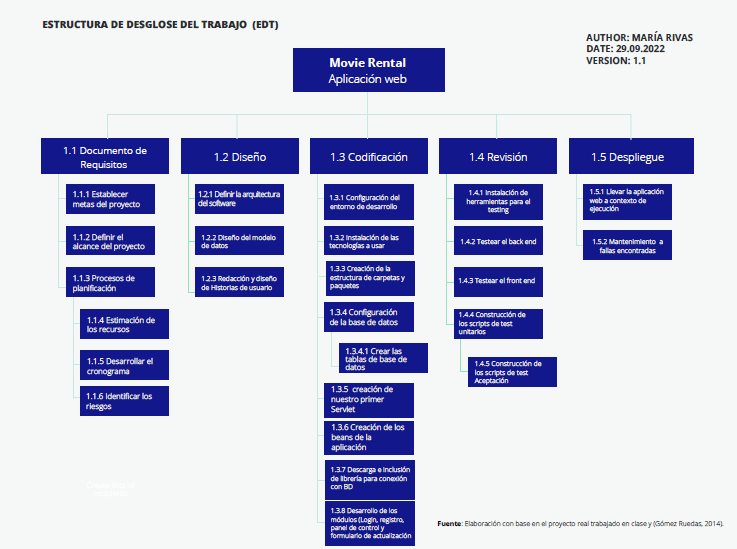 ESTRUCTURA DE DESGLOSE DEL TRABAJO (EDT)
AUTHOR: MARÍA RIVAS
DATE: 29.09.2022
VERSION: 1.1
Movie Rental
Aplicación web
1.1 Documento de
Requisitos
1.1.1 Establecer
metas del proyecto
1.1.2 Definir el
alcance del proyecto
1.1.3 Procesos de
planificación
1.1.4 Estimación de
los recursos
1.1.5 Desarrollar el
cronograma
1.1.6 Identificar los
riesgos
1.2 Diseño
1.2.1 Definir la arquitectura
del software
1.2.2 Diseño del modelo
de datos
1.2.3 Redacción y diseño
de Historias de usuario
1.3 Codificación
1.3.1 Configuración del
entorno de desarrollo
1.3.2 Instalación de las
tecnologías a usar
1.3.3 Creación de la
estructura de carpetas y
paquetes
1.3.4 Configuración
de la base de datos
1.3.4.1 Crear las
tablas de base de
datos
1.3.5 creación de
nuestro primer
Servlet
1.3.6 Creación de los
beans de la
aplicación
1.3.7 Descarga e inclusión
de librería para conexión
con BD
1.3.8 Desarrollo de los
módulos (Login, registro,
panel de control y
formulario de actualización
1.4 Revisión
1.4.1 Instalación de
herramientas para el
testing
1.4.2 Testear el back end
1.4.3 Testear el front end
1.4.4 Construcción de
los scripts de test
unitarios
1.4.5 Construcción de
los scripts de test
Aceptación
1.5 Despliegue
1.5.1 Llevar la aplicación
web a contexto de
ejecución
1.5.2 Mantenimiento a
fallas encontradas
Fuente: Elaboración con base en el proyecto real trabajado en clase y (Gómez Ruedas, 2014).